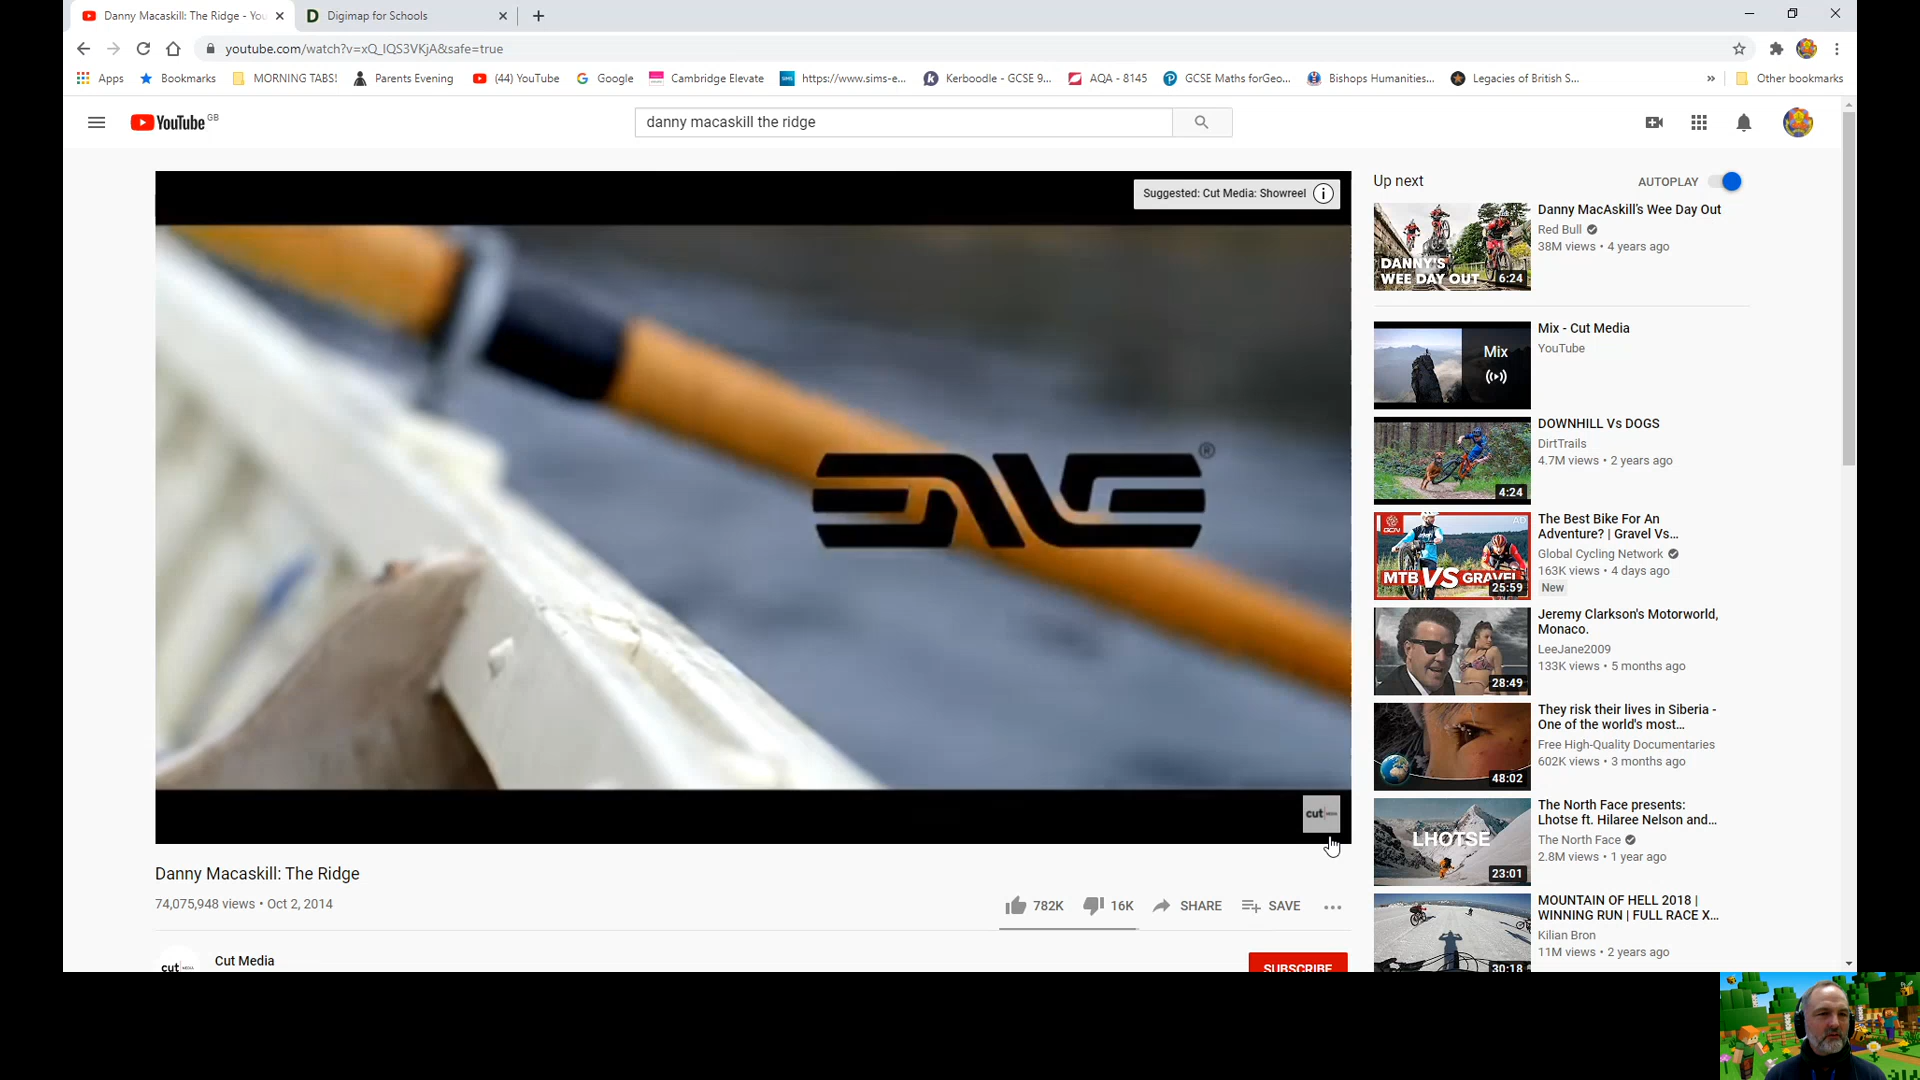 Danny Macaskill: The Ridge - You
Digimap for Schools
youtube.com/watch?v=xQ_IQS3VKjA&safe=true
Apps
Bookmarks
MORNING TABS!
Parents Evening
(44) YouTube
Google
Cambridge Elevate
https://www.sims-e...
Kerboodle - GCSE 9...
AQA - 8145
GCSE Maths forGeo...
Bishops Humanities...
Legacies of British S...
Other bookmarks
YouTube GB
danny macaskill the ridge
Suggested: Cut Media: Showreel
ENVE ®
cut MEDIA
Danny Macaskill: The Ridge
74,075,948 views • Oct 2, 2014
782K
16K
SHARE
SAVE
cut MEDIA
Cut Media
SUBSCRIBE
Up next
AUTOPLAY
DANNY'S
WEE DAY OUT
6:24
Danny MacAskill's Wee Day Out
Red Bull
38M views • 4 years ago
Mix
Mix - Cut Media
YouTube
4:24
DOWNHILL Vs DOGS
DirtTrails
4.7M views • 2 years ago
GCN
AD
MTB VS GRAVEL
25:59
The Best Bike For An
Adventure? | Gravel Vs...
Global Cycling Network
163K views • 4 days ago
New
28:49
Jeremy Clarkson's Motorworld,
Monaco.
LeeJane2009
133K views • 5 months ago
48:02
They risk their lives in Siberia -
One of the world's most...
Free High-Quality Documentaries
602K views • 3 months ago
LHOTSE
23:01
The North Face presents:
Lhotse ft. Hilaree Nelson and...
The North Face
2.8M views • 1 year ago
30:18
MOUNTAIN OF HELL 2018 |
WINNING RUN | FULL RACE X...
Kilian Bron
11M views • 2 years ago